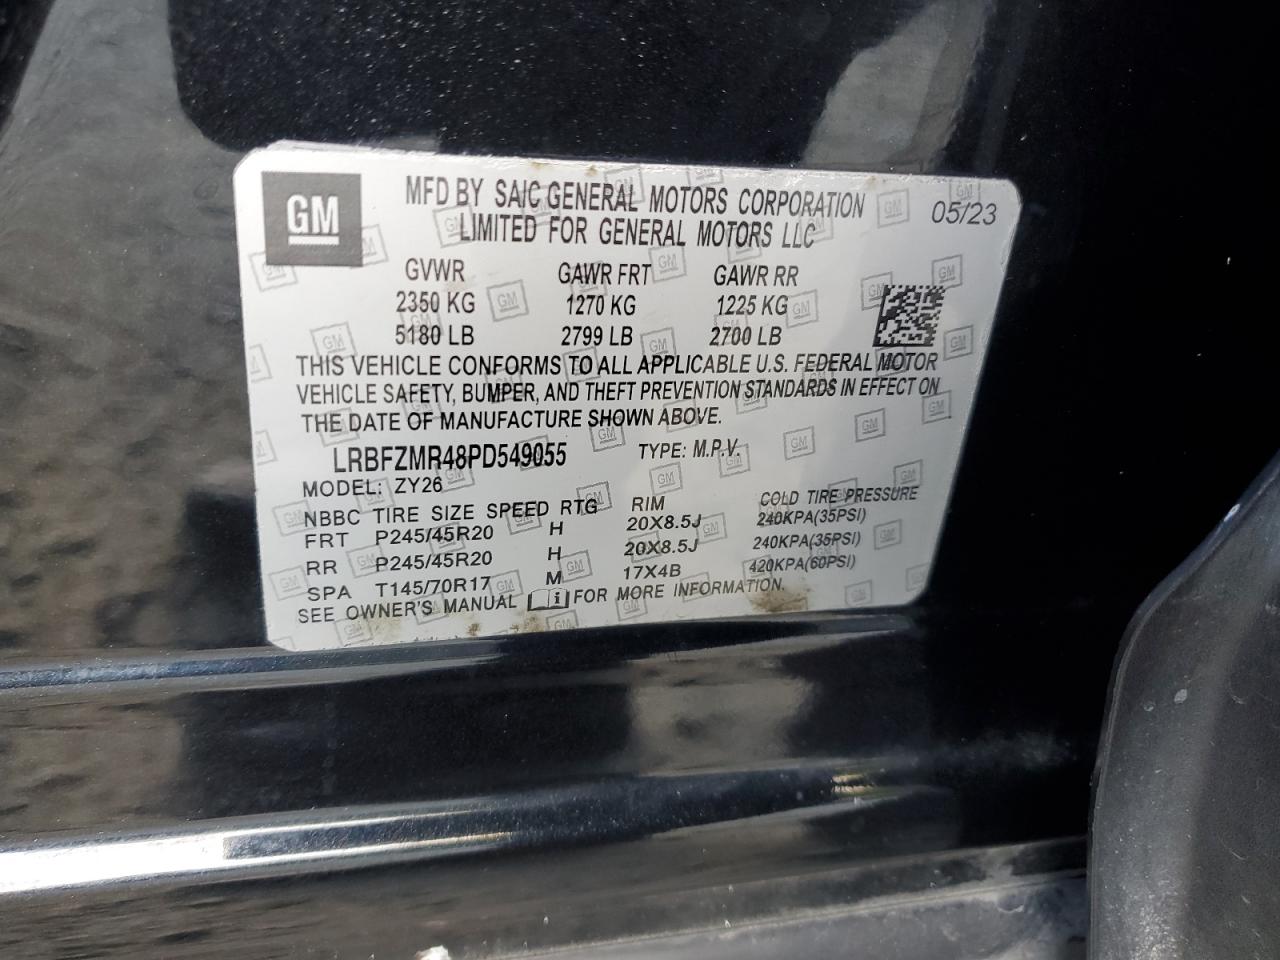 GM
MFD BY SAIC GENERAL MOTORS CORPORATION
LIMITED FOR GENERAL MOTORS LLC
05/23
GVWR GAWR FRT GAWR RR
2350 KG 1270 KG 1225 KG
5180 LB 2799 LB 2700 LB
THIS VEHICLE CONFORMS TO ALL APPLICABLE U.S. FEDERAL MOTOR
VEHICLE SAFETY, BUMPER, AND THEFT PREVENTION STANDARDS IN EFFECT ON
THE DATE OF MANUFACTURE SHOWN ABOVE.
LRBFZMR48PD549055 TYPE: M.P.V.
MODEL: ZY26
NBBC TIRE SIZE SPEED RTG RIM COLD TIRE PRESSURE
FRT P245/45R20 H 20X8.5J 240KPA(35PSI)
RR P245/45R20 H 20X8.5J 240KPA(35PSI)
SPA T145/70R17 M 17X4B 420KPA(60PSI)
SEE OWNER'S MANUAL i FOR MORE INFORMATION.